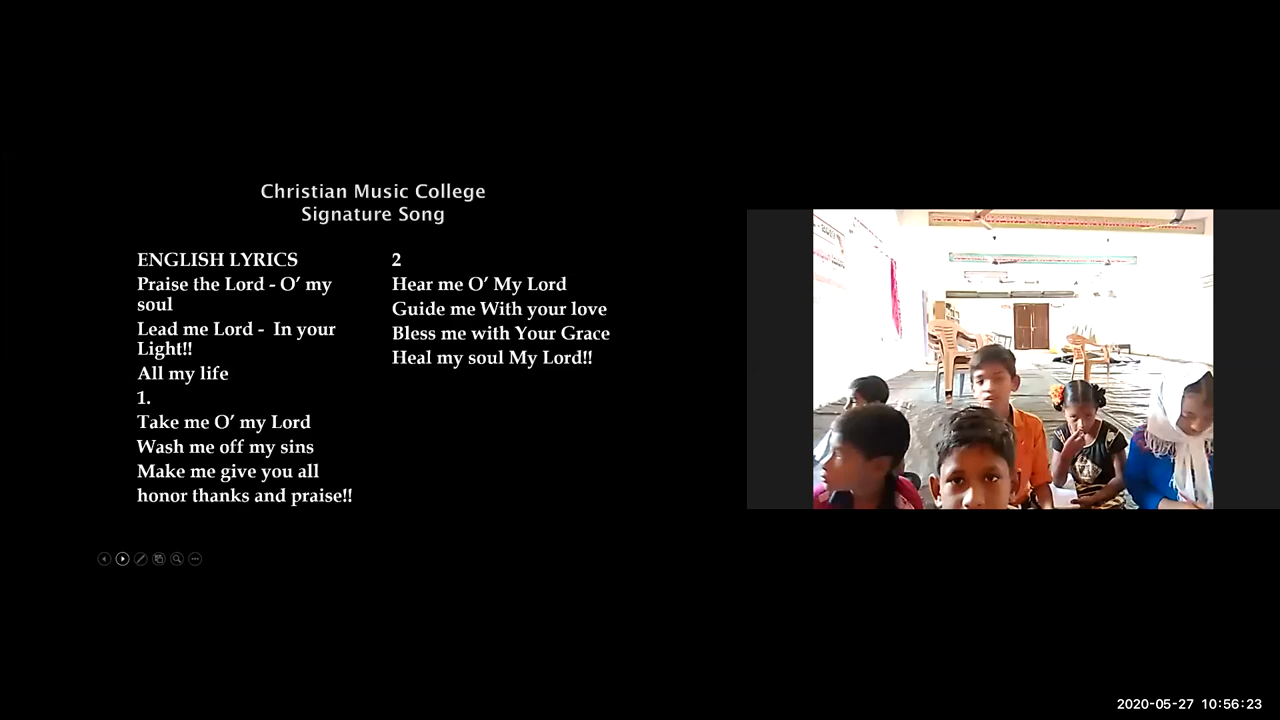 Christian Music College
Signature Song
ENGLISH LYRICS
Praise the Lord - O’ my
soul
Lead me Lord -  In your
Light!!
All my life
1.
Take me O’ my Lord
Wash me off my sins
Make me give you all
honor thanks and praise!!
2
Hear me O’ My Lord
Guide me With your love
Bless me with Your Grace
Heal my soul My Lord!!
2020-05-27 10:56:23